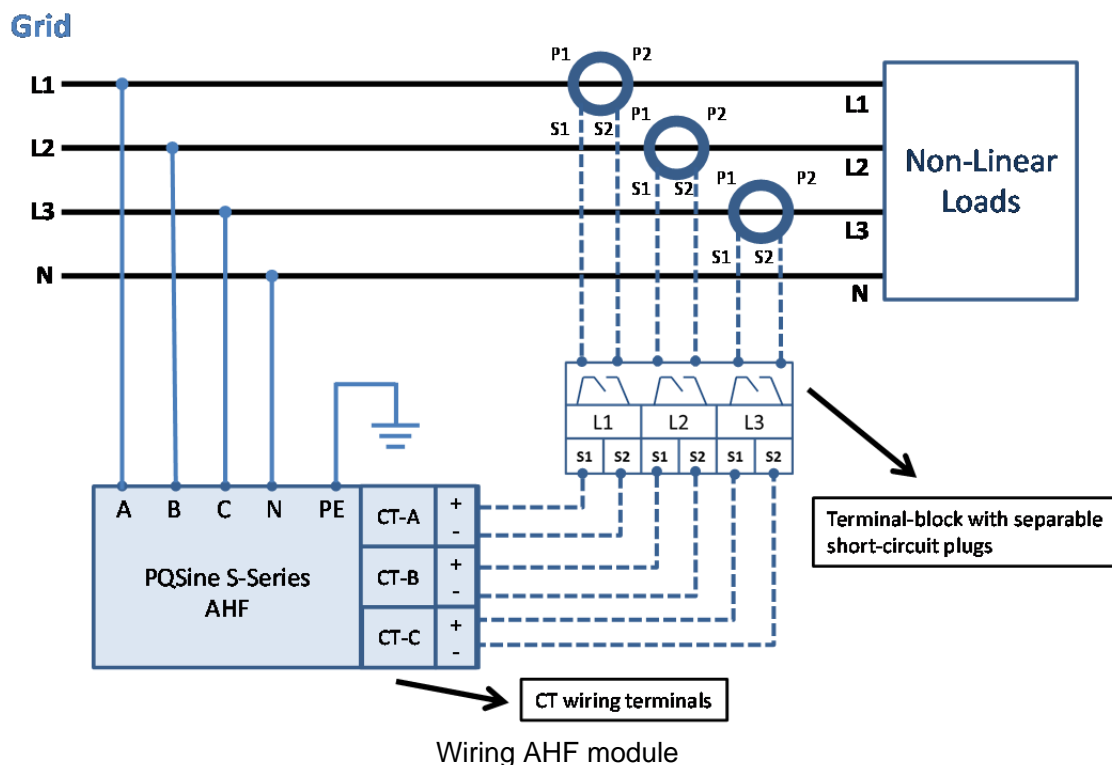 Grid
P1 P2
L1 L1
P1 P2
S1 S2
L2 L2
P1 P2
S1 S2
L3 L3
S1 S2
N N
Non-Linear
Loads
L1 L2 L3
S1 S2 S1 S2 S1 S2
A B C N PE
CT-A + -
CT-B + -
CT-C + -
PQSine S-Series
AHF
Terminal-block with separable
short-circuit plugs
CT wiring terminals
Wiring AHF module